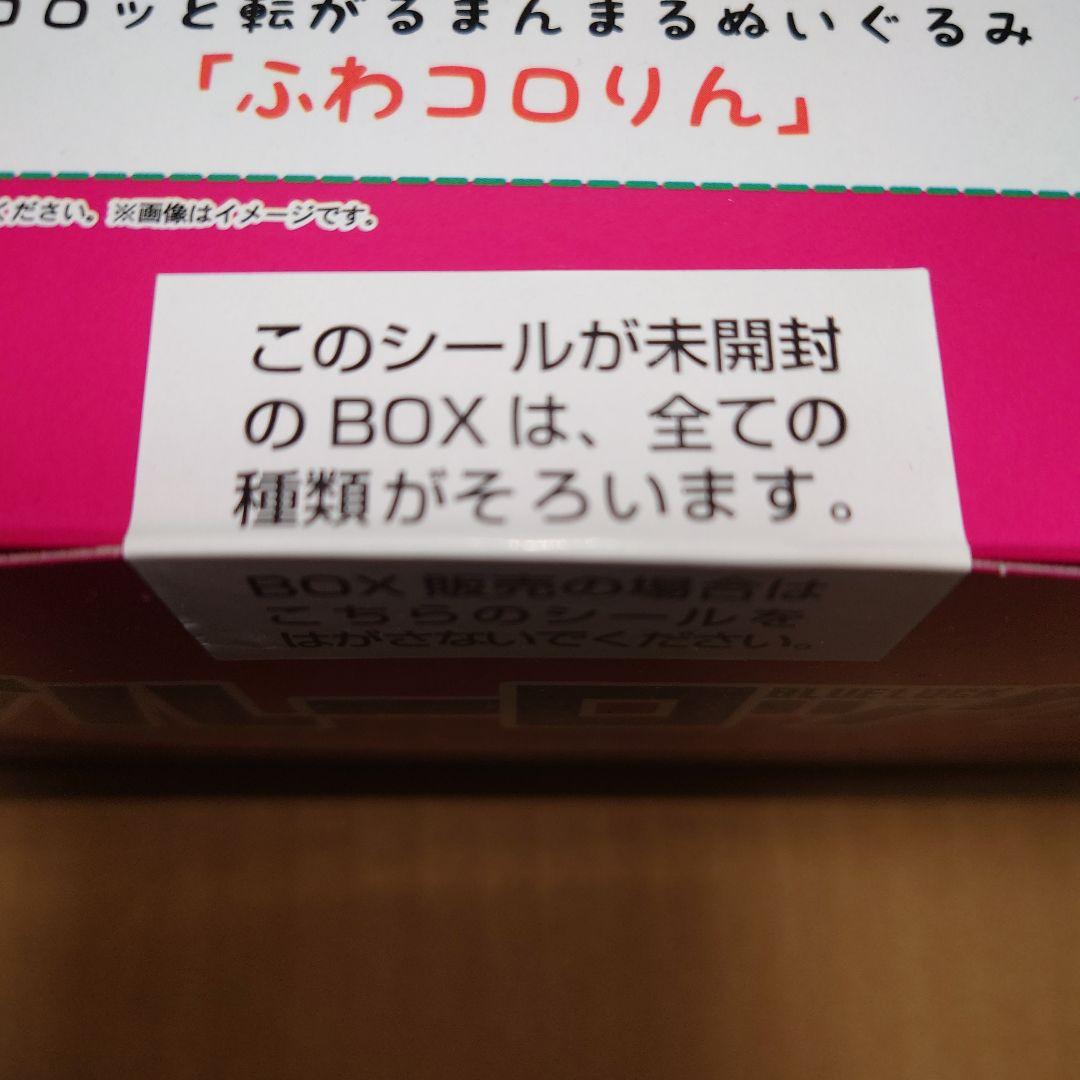 コロッと転がるまんまるぬいぐるみ
「ふわコロりん」
ください。※画像はイメージです。
このシールが未開封
のBOXは、全ての
種類がそろいます。
BOX 販売の場合は
こちらのシールを
はがさないでください。